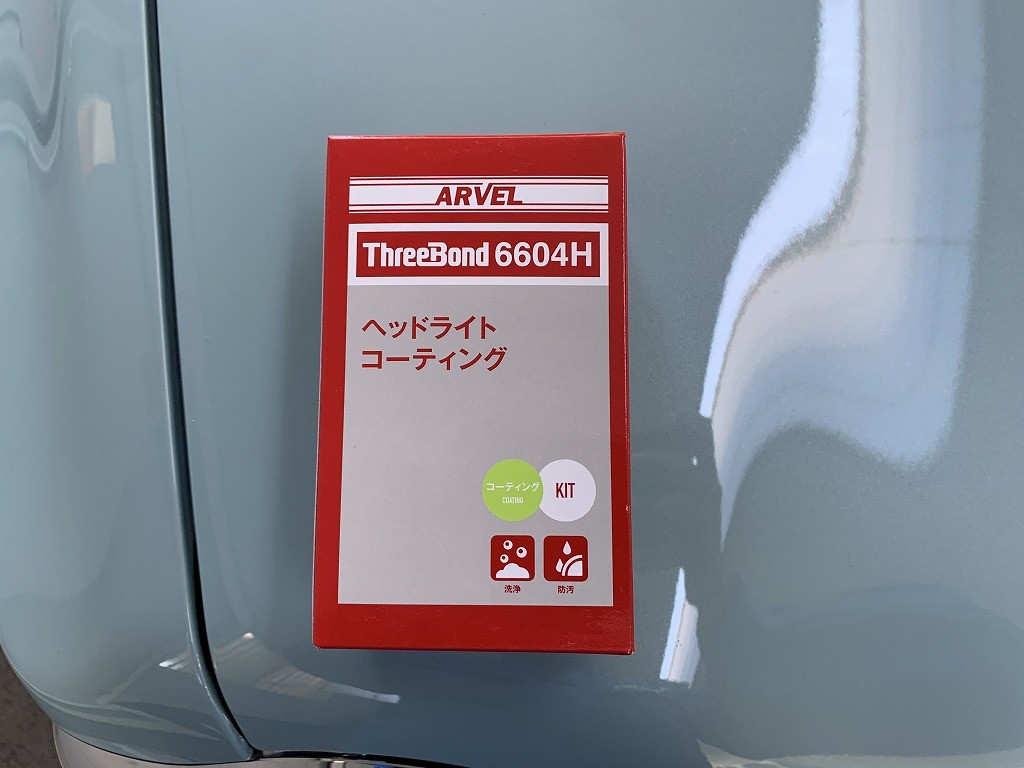 ARVEL
ThreeBond 6604H
ヘッドライト
コーティング
コーティング
COATING
KIT
洗浄
防汚